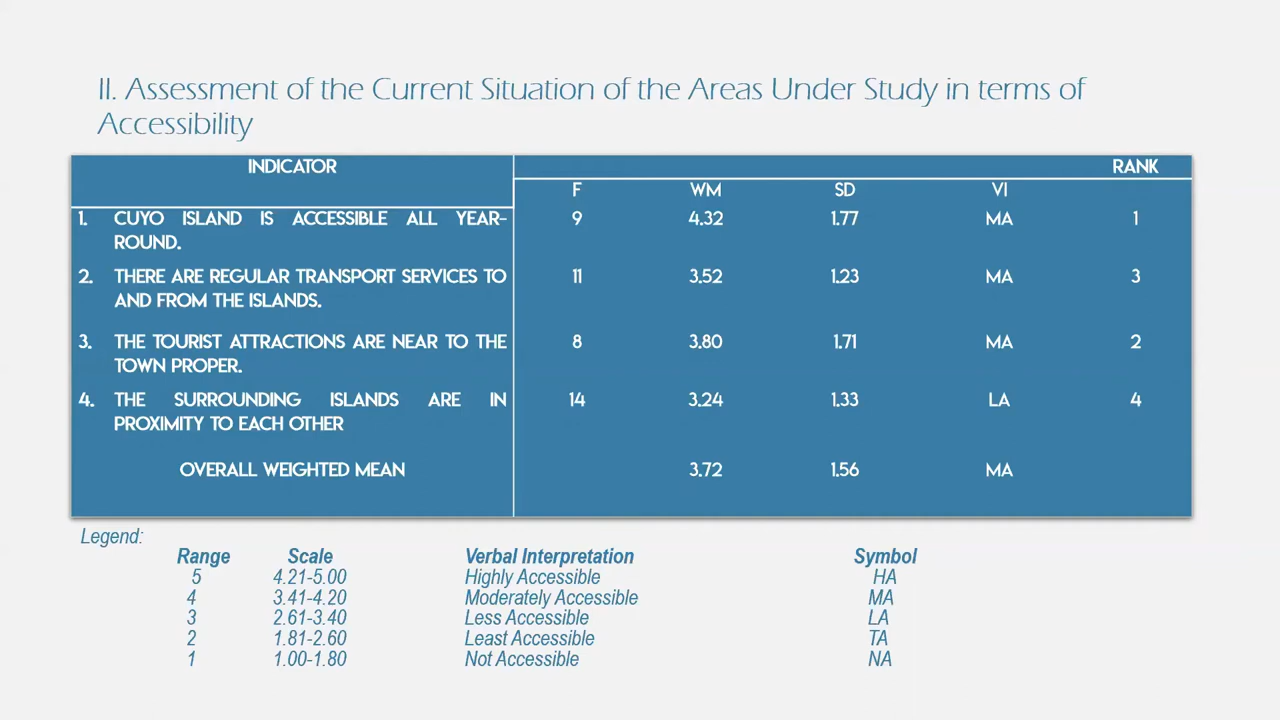 II. Assessment of the Current Situation of the Areas Under Study in terms of
Accessibility
INDICATOR RANK
F WM SD VI
1. CUYO ISLAND IS ACCESSIBLE ALL YEAR- 9 4.32 1.77 MA 1
ROUND.
2. THERE ARE REGULAR TRANSPORT SERVICES TO 11 3.52 1.23 MA 3
AND FROM THE ISLANDS.
3. THE TOURIST ATTRACTIONS ARE NEAR TO THE 8 3.80 1.71 MA 2
TOWN PROPER.
4. THE SURROUNDING ISLANDS ARE IN 14 3.24 1.33 LA 4
PROXIMITY TO EACH OTHER
OVERALL WEIGHTED MEAN 3.72 1.56 MA
Legend:
Range Scale Verbal Interpretation Symbol
5 4.21-5.00 Highly Accessible HA
4 3.41-4.20 Moderately Accessible MA
3 2.61-3.40 Less Accessible LA
2 1.81-2.60 Least Accessible TA
1 1.00-1.80 Not Accessible NA